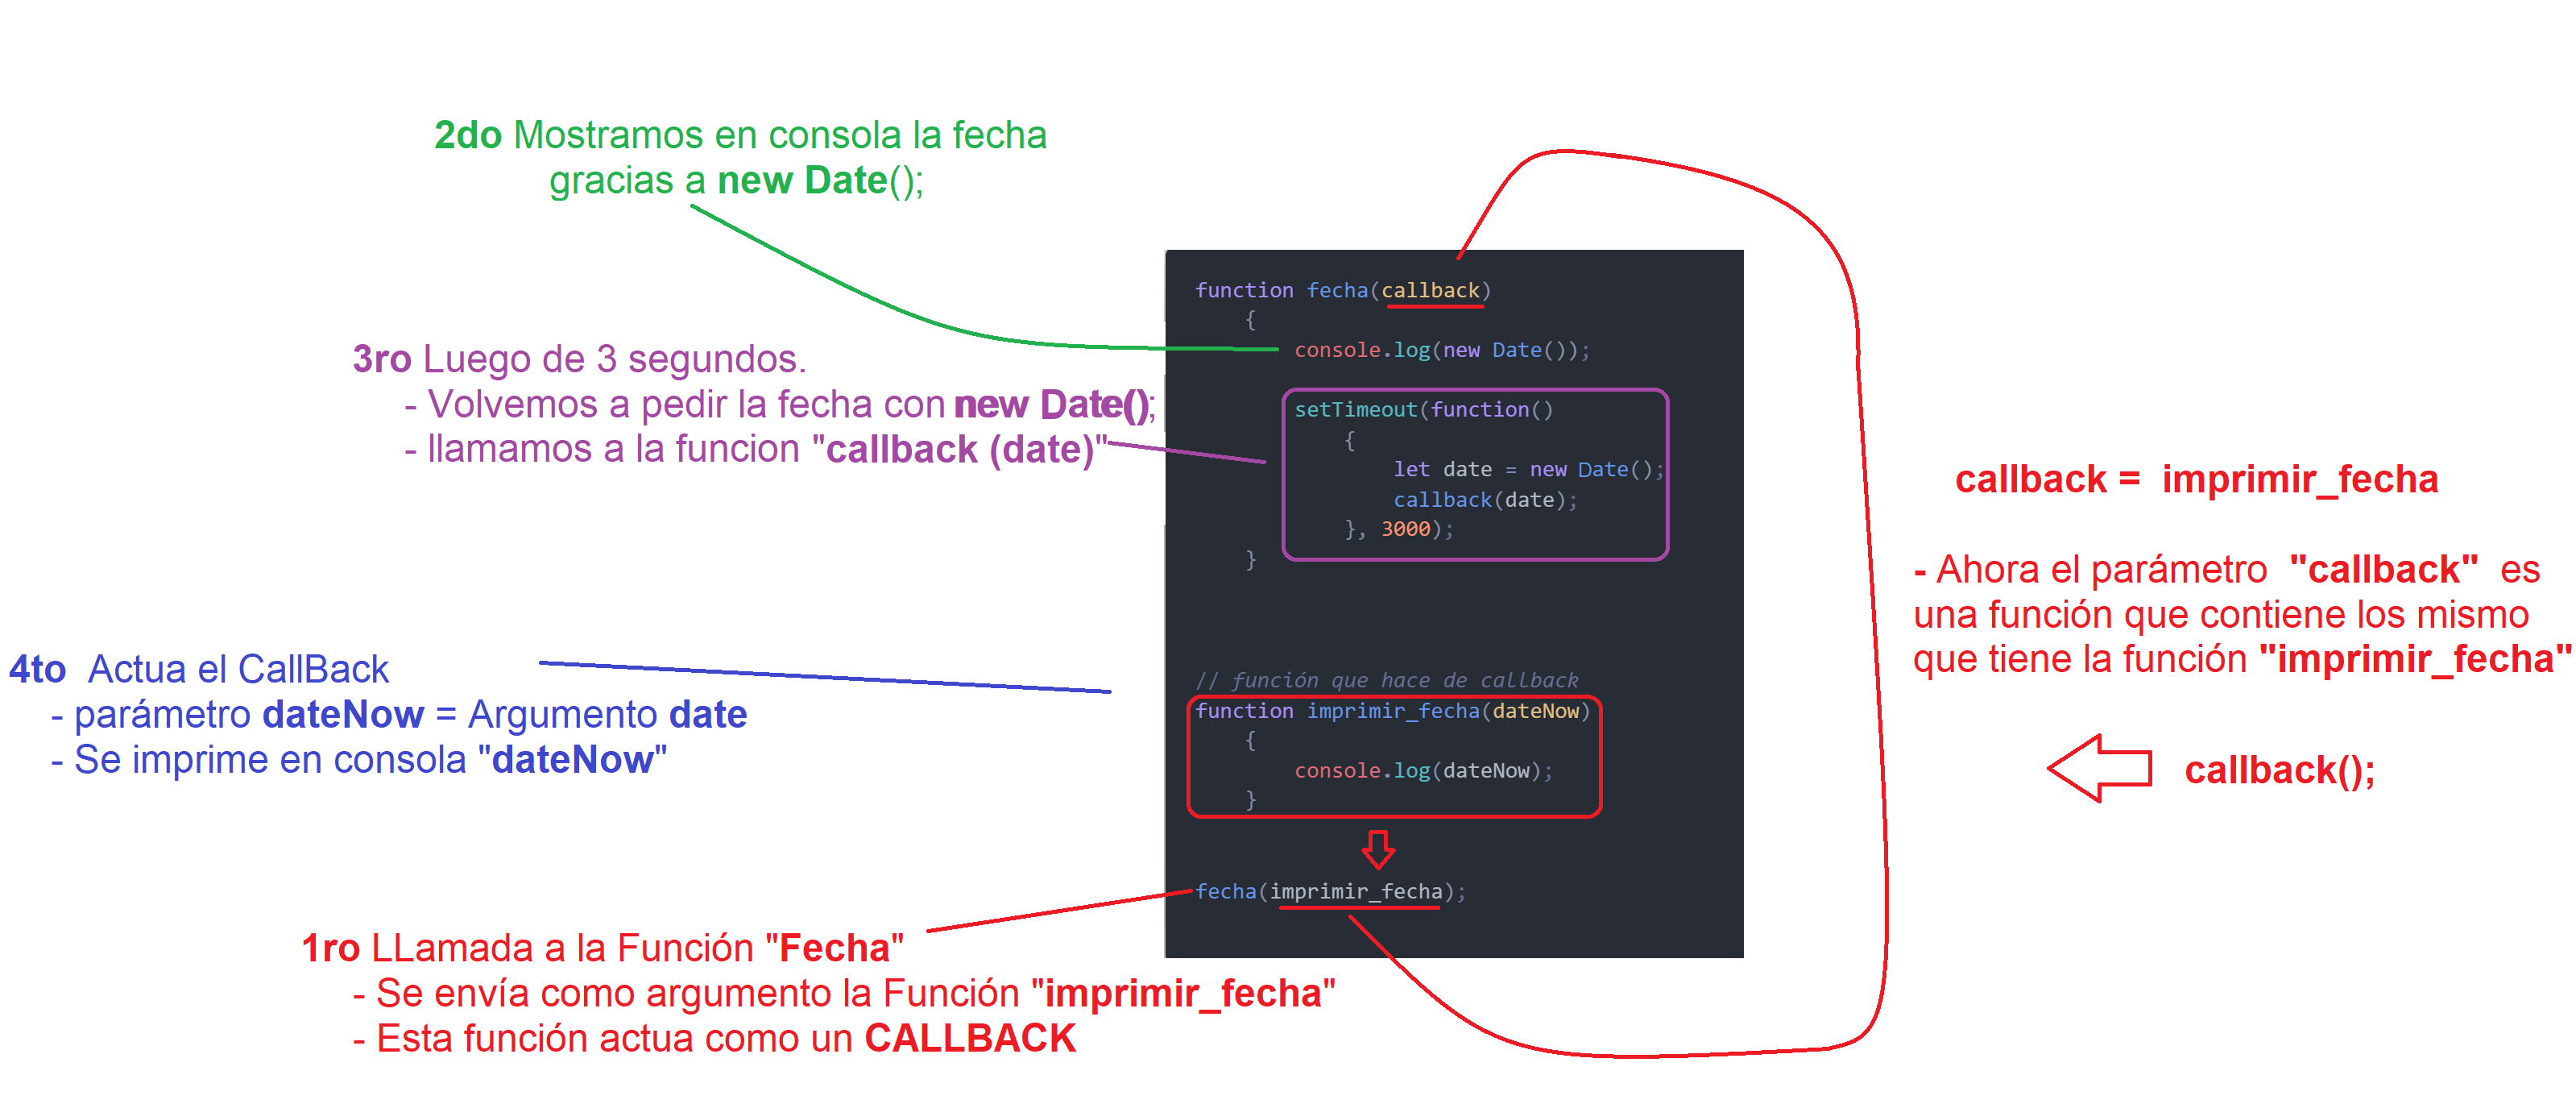 2do Mostramos en consola la fecha
gracias a new Date();
3ro Luego de 3 segundos.
- Volvemos a pedir la fecha con new Date();
- llamamos a la funcion "callback (date)"
4to Actua el CallBack
- parámetro dateNow = Argumento date
- Se imprime en consola "dateNow"
1ro LLamada a la Función "Fecha"
- Se envía como argumento la Función "imprimir_fecha"
- Esta función actua como un CALLBACK
function fecha(callback)
{
console.log(new Date());
setTimeout(function()
{
let date = new Date();
callback(date);
}, 3000);
}
// función que hace de callback
function imprimir_fecha(dateNow)
{
console.log(dateNow);
}
fecha(imprimir_fecha);
callback = imprimir_fecha
- Ahora el parámetro "callback" es
una función que contiene los mismo
que tiene la función "imprimir_fecha"
callback();